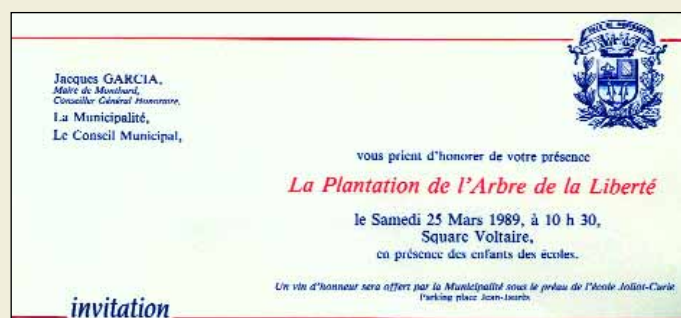 Jacques GARCIA,
Maire de Montbard,
Conseiller Général Honoraire,
La Municipalité,
Le Conseil Municipal,
vous prient d'honorer de votre présence
La Plantation de l'Arbre de la Liberté
le Samedi 25 Mars 1989, à 10 h 30,
Square Voltaire,
en présence des enfants des écoles.
Un vin d'honneur sera offert par la Municipalité sous le préau de l'école Joliot-Curie
Parking place Jean-Jaurès
invitation